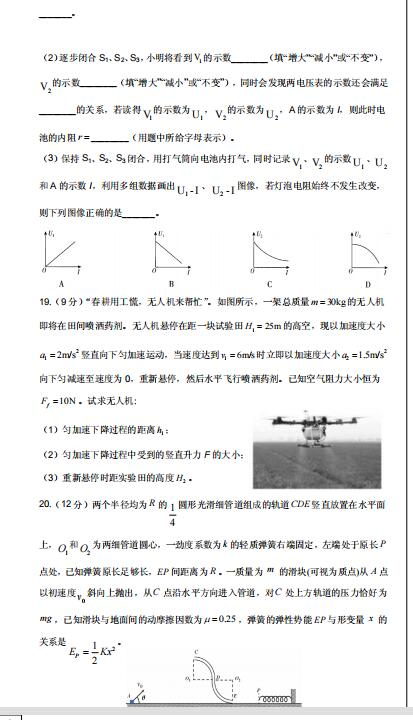 ______。
(2)逐步闭合 S₁、S₂、S₃,小明将看到 V₁ 的示数______(填“增大”“减小”或“不变”),
V₂ 的示数______(填“增大”“减小”或“不变”),同时会发现两电压表的示数还会满足
______的关系,若读得 V₁ 的示数为 U₁,V₂ 的示数为 U₂,A的示数为 I,则此时电
池的内阻 r =______(用题中所给字母表示)。
(3)保持 S₁、S₂、S₃闭合,用打气筒向电池内打气,同时记录 V₁、V₂ 的示数 U₁、U₂
和 A 的示数 I,利用多组数据画出 U₁ - I、U₂ - I 图像,若灯泡电阻始终不发生改变,
则下列图像正确的是______。
U₁ U₁ U₂ U₂
O I O I O I O I
A B C D
19.(9 分)“春耕用工慌,无人机来帮忙”。如图所示,一架总质量 m = 30kg 的无人机
即将在田间喷洒药剂。无人机悬停在距一块试验田 H₁ = 25m 的高空,现以加速度大小
a₁ = 2m/s² 竖直向下匀加速运动,当速度达到 v₁ = 6m/s 时立即以加速度大小 a₂ =1.5m/s²
向下匀减速至速度为 0,重新悬停,然后水平飞行喷洒药剂。已知空气阻力大小恒为
F_f =10N。试求无人机:
(1)匀加速下降过程的距离 h₁;
(2)匀加速下降过程中受到的竖直升力 F 的大小;
(3)重新悬停时距实验田的高度 H₂。
20.(12 分)两个半径均为 R 的 1/4 圆形光滑细管道组成的轨道 CDE 竖直放置在水平面
上,O₁ 和 O₂ 为两细管道圆心,一劲度系数为 k 的轻质弹簧右端固定,左端处于原长 P
点处,已知弹簧原长足够长,EP 间距离为 R。一质量为 m 的滑块(可视为质点)从 A 点
以初速度 v₀ 斜向上抛出,从C 点沿水平方向进入管道,对C 处上方轨道的压力恰好为
mg,已知滑块与地面间的动摩擦因数为 μ = 0.25,弹簧的弹性势能 EP 与形变量 x 的
关系是 E_P = 1/2 Kx²。
C
O₁ D O₂
v₀ θ A E P